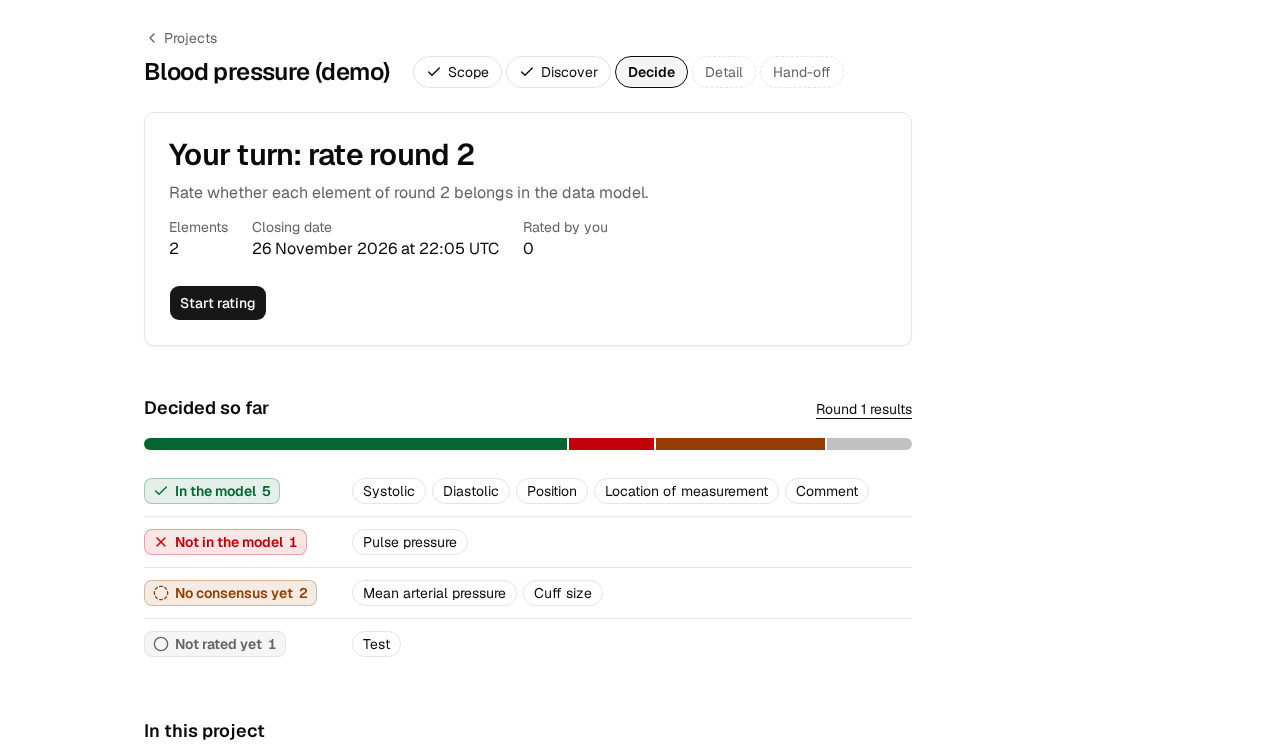 Projects
Blood pressure (demo) Scope Discover Decide Detail Hand-off
Your turn: rate round 2
Rate whether each element of round 2 belongs in the data model.
Elements Closing date Rated by you
2 26 November 2026 at 22:05 UTC 0
Start rating
Decided so far Round 1 results
In the model 5 Systolic Diastolic Position Location of measurement Comment
Not in the model 1 Pulse pressure
No consensus yet 2 Mean arterial pressure Cuff size
Not rated yet 1 Test
In this project